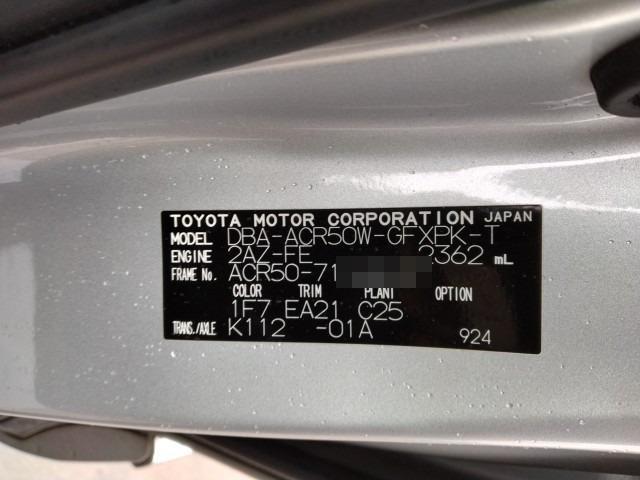 TOYOTA MOTOR CORPORATION JAPAN
MODEL DBA-ACR50W-GFXPK-T
ENGINE 2AZ-FE 2362 mL
FRAME No. ACR50-71
COLOR TRIM PLANT OPTION
1F7 EA21 C25
TRANS./AXLE K112 -01A 924